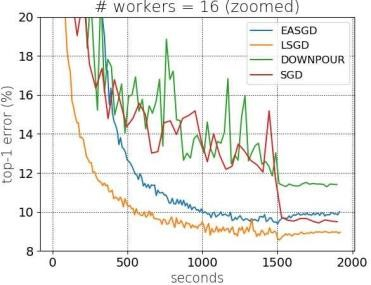 # workers = 16 (zoomed)
20
18
16
14
12
10
8
top-1 error (%)
EASGD
LSGD
DOWNPOUR
SGD
0
500
1000
1500
2000
seconds